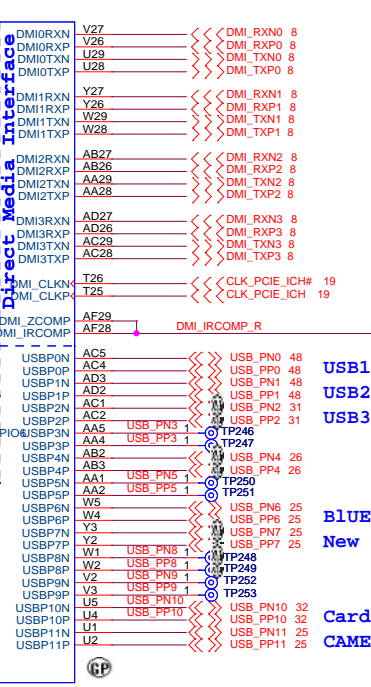 Direct Media Interface
DMI0RXN V27 DMI_RXN0 8
DMI0RXP V26 DMI_RXP0 8
DMI0TXN U29 DMI_TXN0 8
DMI0TXP U28 DMI_TXP0 8
DMI1RXN Y27 DMI_RXN1 8
DMI1RXP Y26 DMI_RXP1 8
DMI1TXN W29 DMI_TXN1 8
DMI1TXP W28 DMI_TXP1 8
DMI2RXN AB27 DMI_RXN2 8
DMI2RXP AB26 DMI_RXP2 8
DMI2TXN AA29 DMI_TXN2 8
DMI2TXP AA28 DMI_TXP2 8
DMI3RXN AD27 DMI_RXN3 8
DMI3RXP AD26 DMI_RXP3 8
DMI3TXN AC29 DMI_TXN3 8
DMI3TXP AC28 DMI_TXP3 8
DMI_CLKN T26 CLK_PCIE_ICH# 19
DMI_CLKP T25 CLK_PCIE_ICH 19
DMI_ZCOMP AF29
DMI_IRCOMP AF28 DMI_IRCOMP_R
USBP0N AC5 USB_PN0 48
USBP0P AC4 USB_PP0 48 USB1
USBP1N AD3 USB_PN1 48
USBP1P AD2 USB_PP1 48 USB2
USBP2N AC1 USB_PN2 31
USBP2P AC2 USB_PP2 31 USB3
USBP3N AA5 USB_PN3 1 TP246
USBP3P AA4 USB_PP3 1 TP247
USBP4N AB2 USB_PN4 26
USBP4P AB3 USB_PP4 26
USBP5N AA1 USB_PN5 1 TP250
USBP5P AA2 USB_PP5 1 TP251
USBP6N W5 USB_PN6 25
USBP6P W4 USB_PP6 25 BlUE
USBP7N Y3 USB_PN7 25
USBP7P Y2 USB_PP7 25 New
USBP8N W1 USB_PN8 1 TP248
USBP8P W2 USB_PP8 1 TP249
USBP9N V2 USB_PN9 1 TP252
USBP9P V3 USB_PP9 1 TP253
USBP10N U5 USB_PN10 USB_PN10 32
USBP10P U4 USB_PP10 USB_PP10 32 Card
USBP11N U1 USB_PN11 25
USBP11P U2 USB_PP11 25 CAME
GP